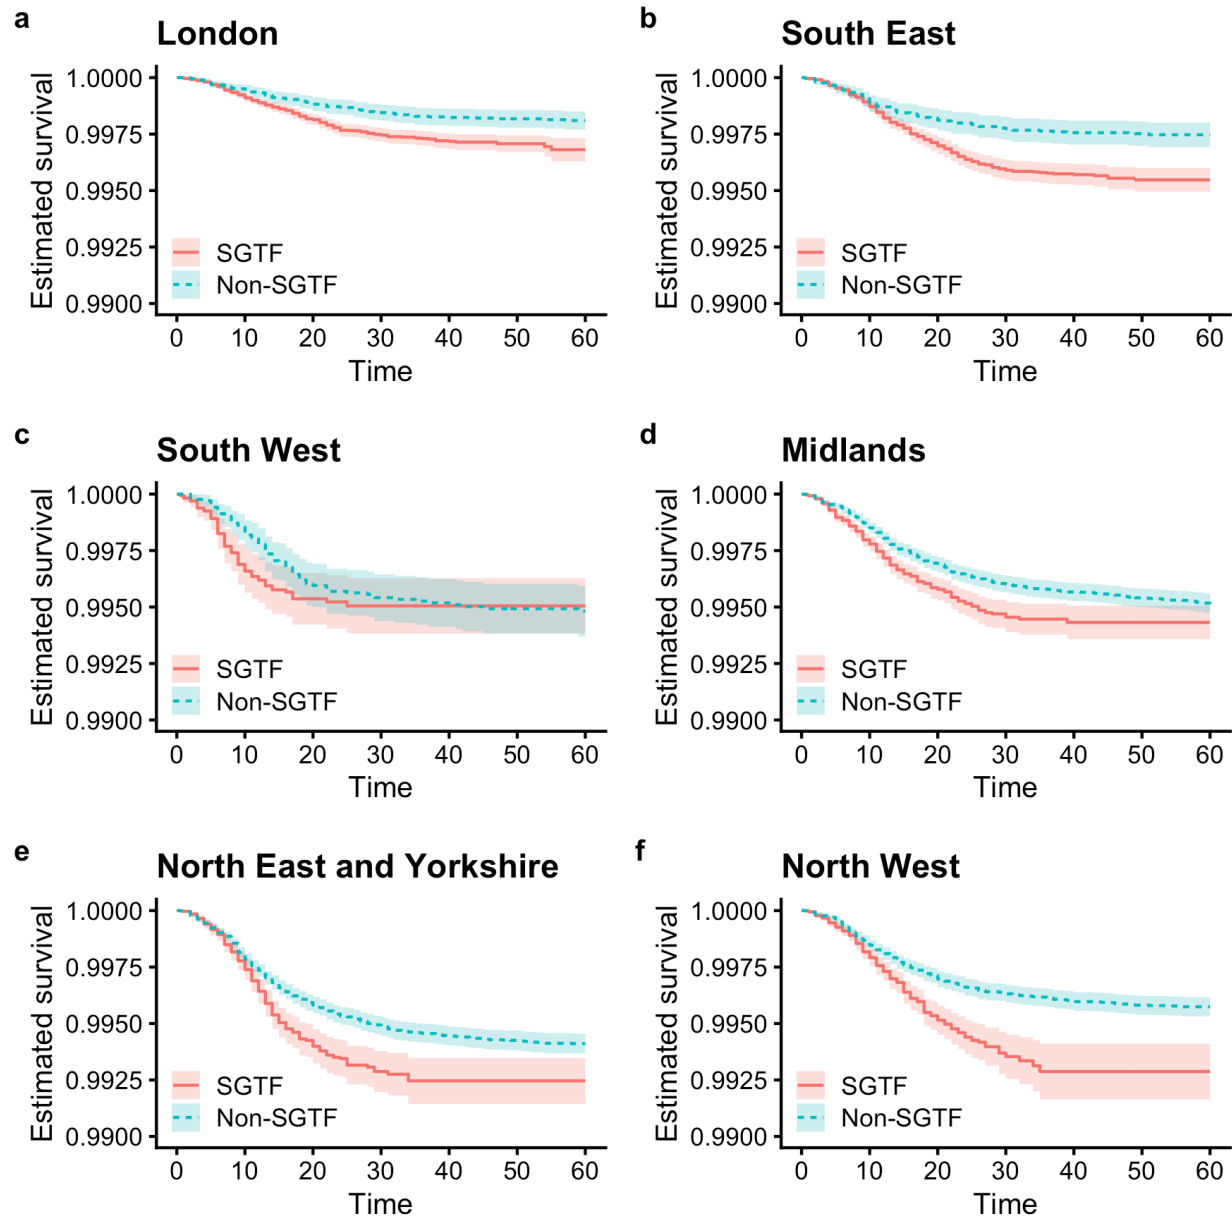 a
London
Estimated survival
1.0000
0.9975
0.9950
0.9925
0.9900
SGTF
Non-SGTF
0 10 20 30 40 50 60
Time
b
South East
Estimated survival
1.0000
0.9975
0.9950
0.9925
0.9900
SGTF
Non-SGTF
0 10 20 30 40 50 60
Time
c
South West
Estimated survival
1.0000
0.9975
0.9950
0.9925
0.9900
SGTF
Non-SGTF
0 10 20 30 40 50 60
Time
d
Midlands
Estimated survival
1.0000
0.9975
0.9950
0.9925
0.9900
SGTF
Non-SGTF
0 10 20 30 40 50 60
Time
e
North East and Yorkshire
Estimated survival
1.0000
0.9975
0.9950
0.9925
0.9900
SGTF
Non-SGTF
0 10 20 30 40 50 60
Time
f
North West
Estimated survival
1.0000
0.9975
0.9950
0.9925
0.9900
SGTF
Non-SGTF
0 10 20 30 40 50 60
Time